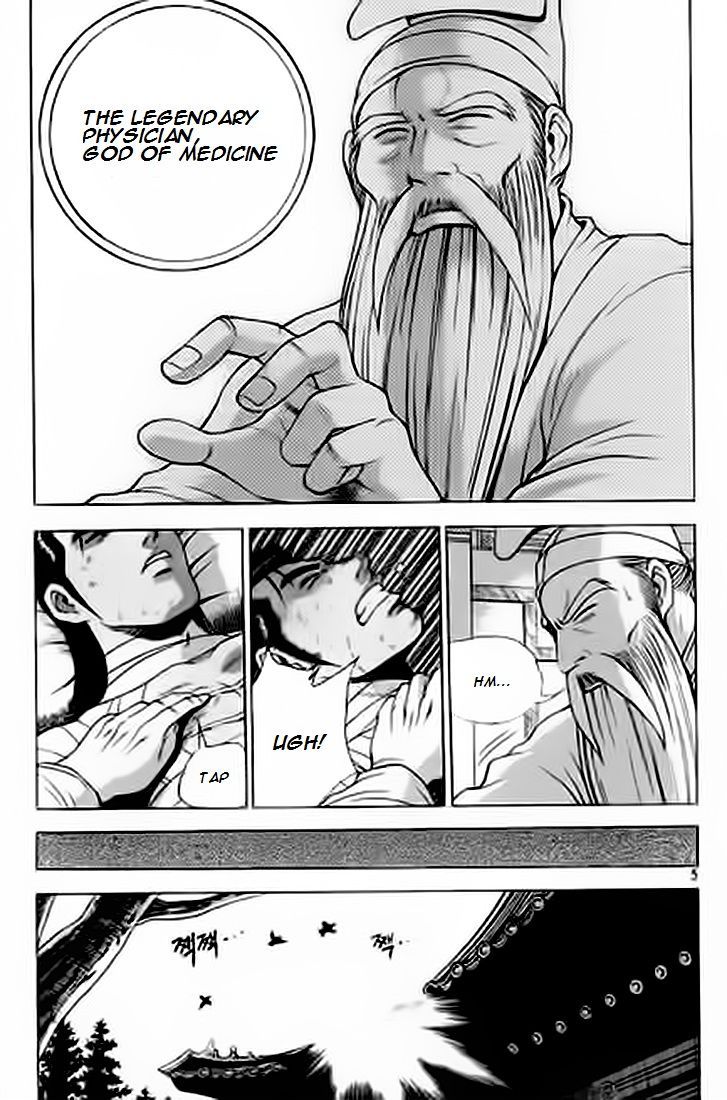 THE LEGENDARY
PHYSICIAN,
GOD OF MEDICINE
TAP
UGH!
HM...
5
짹짹...
짹...